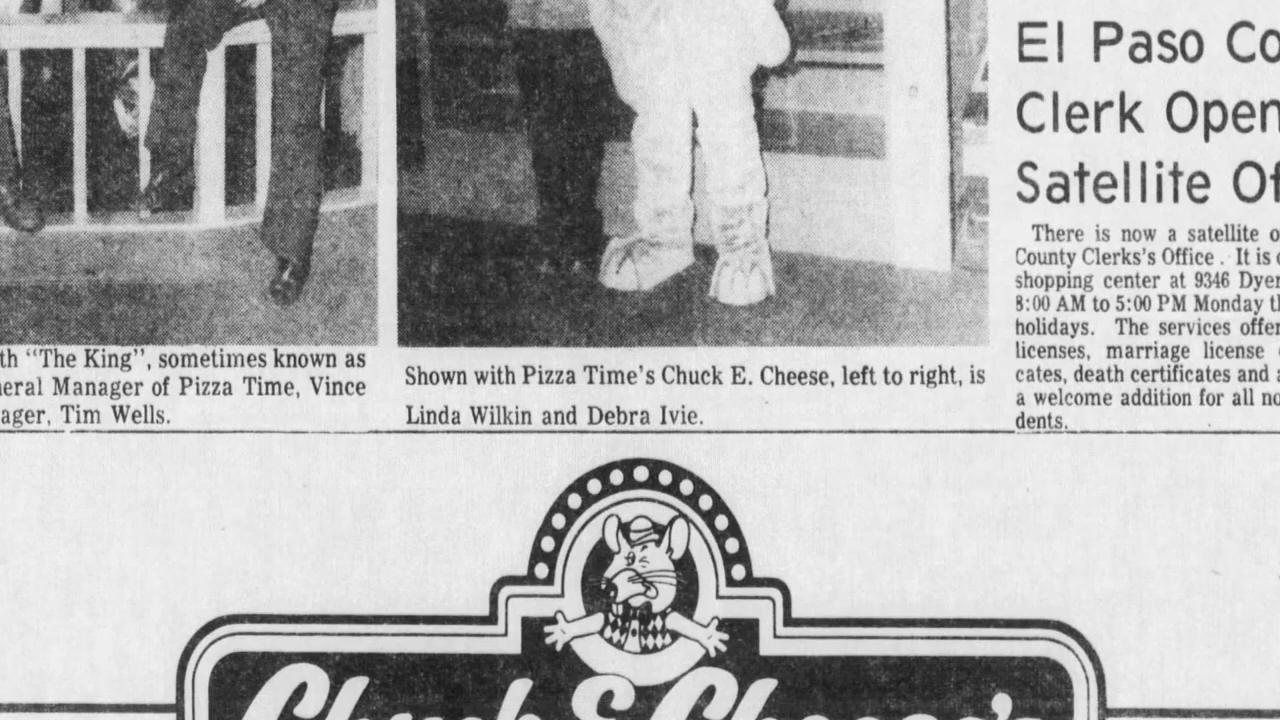 th "The King", sometimes known as
neral Manager of Pizza Time, Vince
ager, Tim Wells.
Shown with Pizza Time's Chuck E. Cheese, left to right, is
Linda Wilkin and Debra Ivie.
El Paso Co
Clerk Open
Satellite Of
There is now a satellite o
County Clerks's Office . It is
shopping center at 9346 Dyer
8:00 AM to 5:00 PM Monday th
holidays. The services offer
licenses, marriage license
cates, death certificates and a
a welcome addition for all no
dents.
Chuck E. Cheese's